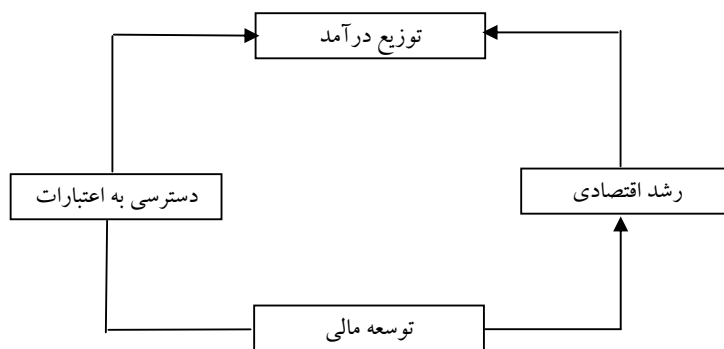 توزیع درآمد
دسترسی به اعتبارات
رشد اقتصادی
توسعه مالی